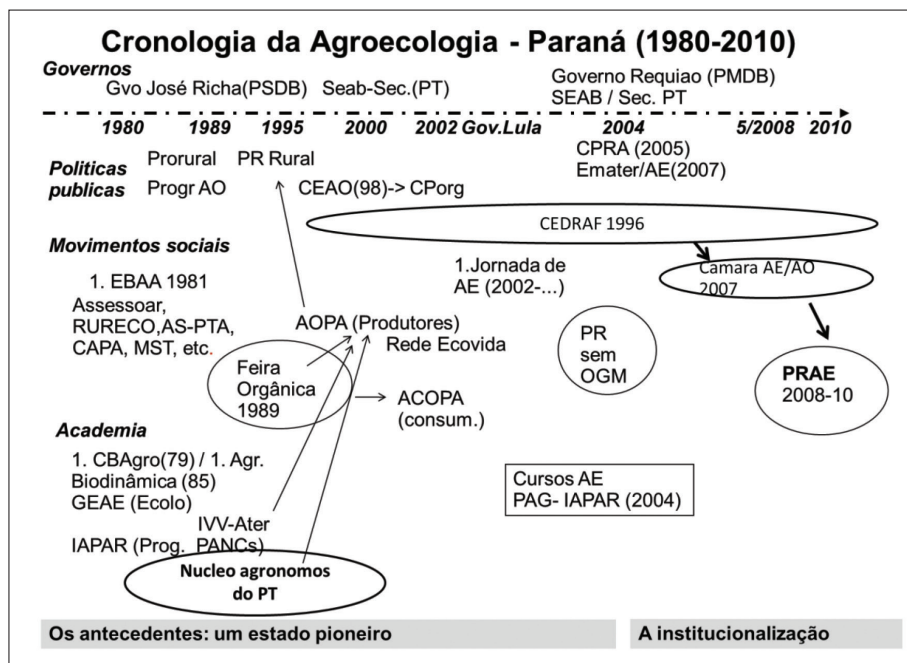 Cronologia da Agroecologia - Paraná (1980-2010)
Governos
Gvo José Richa(PSDB)
Seab-Sec.(PT)
Governo Requiao (PMDB)
SEAB / Sec. PT
1980
1989
1995
2000
2002 Gov.Lula
2004
5/2008
2010
Politicas
publicas
Prorural
PR Rural
Progr AO
CEAO(98)-> CPorg
CPRA (2005)
Emater/AE(2007)
CEDRAF 1996
Movimentos sociais
1. EBAA 1981
Assessoar,
RURECO,AS-PTA,
CAPA, MST, etc.
1.Jornada de
AE (2002-...)
Camara AE/AO
2007
AOPA (Produtores)
Rede Ecovida
Feira
Orgânica
1989
ACOPA
(consum.)
PR
sem
OGM
PRAE
2008-10
Academia
1. CBAgro(79) / 1. Agr.
Biodinâmica (85)
GEAE (Ecolo)
IVV-Ater
IAPAR (Prog. PANCs)
Nucleo agronomos
do PT
Cursos AE
PAG- IAPAR (2004)
Os antecedentes: um estado pioneiro
A institucionalização